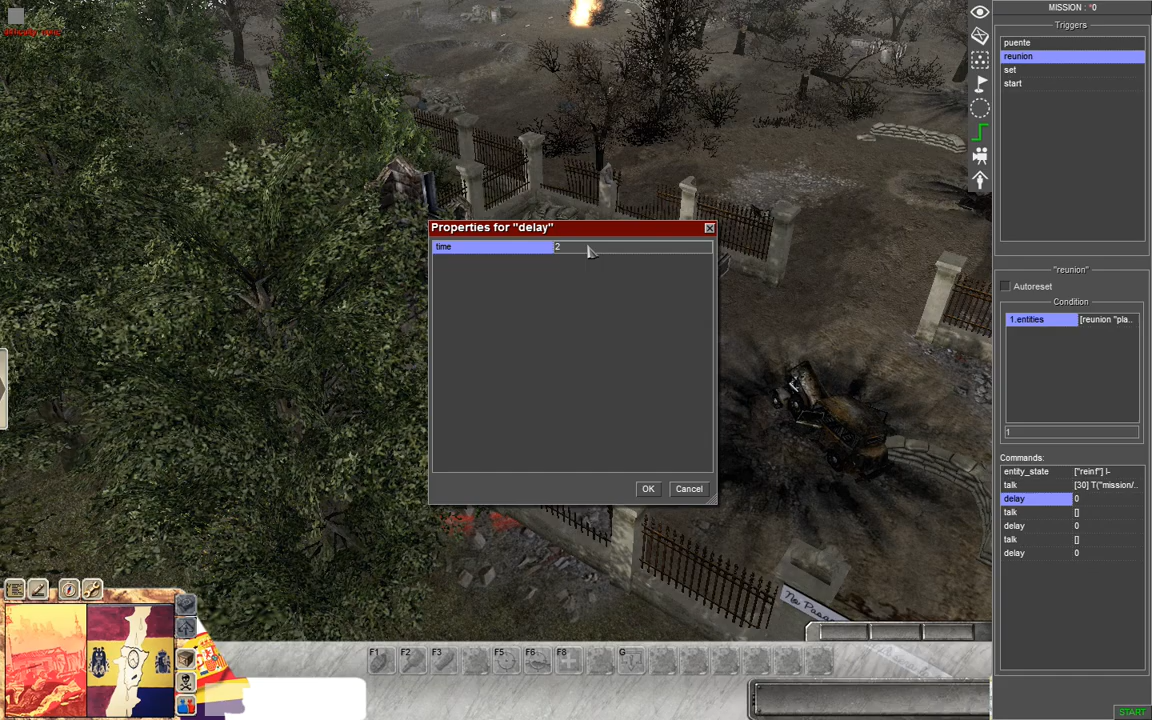 MISSION : *0
Triggers
puente
reunion
set
start
Properties for "delay"
time 2
OK Cancel
"reunion"
Autoreset
Condition
1.entities [reunion "pla..
1
Commands:
entity_state ["reinf"] I-
talk [30] T("mission/..
delay 0
talk []
delay 0
talk []
delay 0
No Pasa
F1 F2 F3 F5 F6 F8 G
START